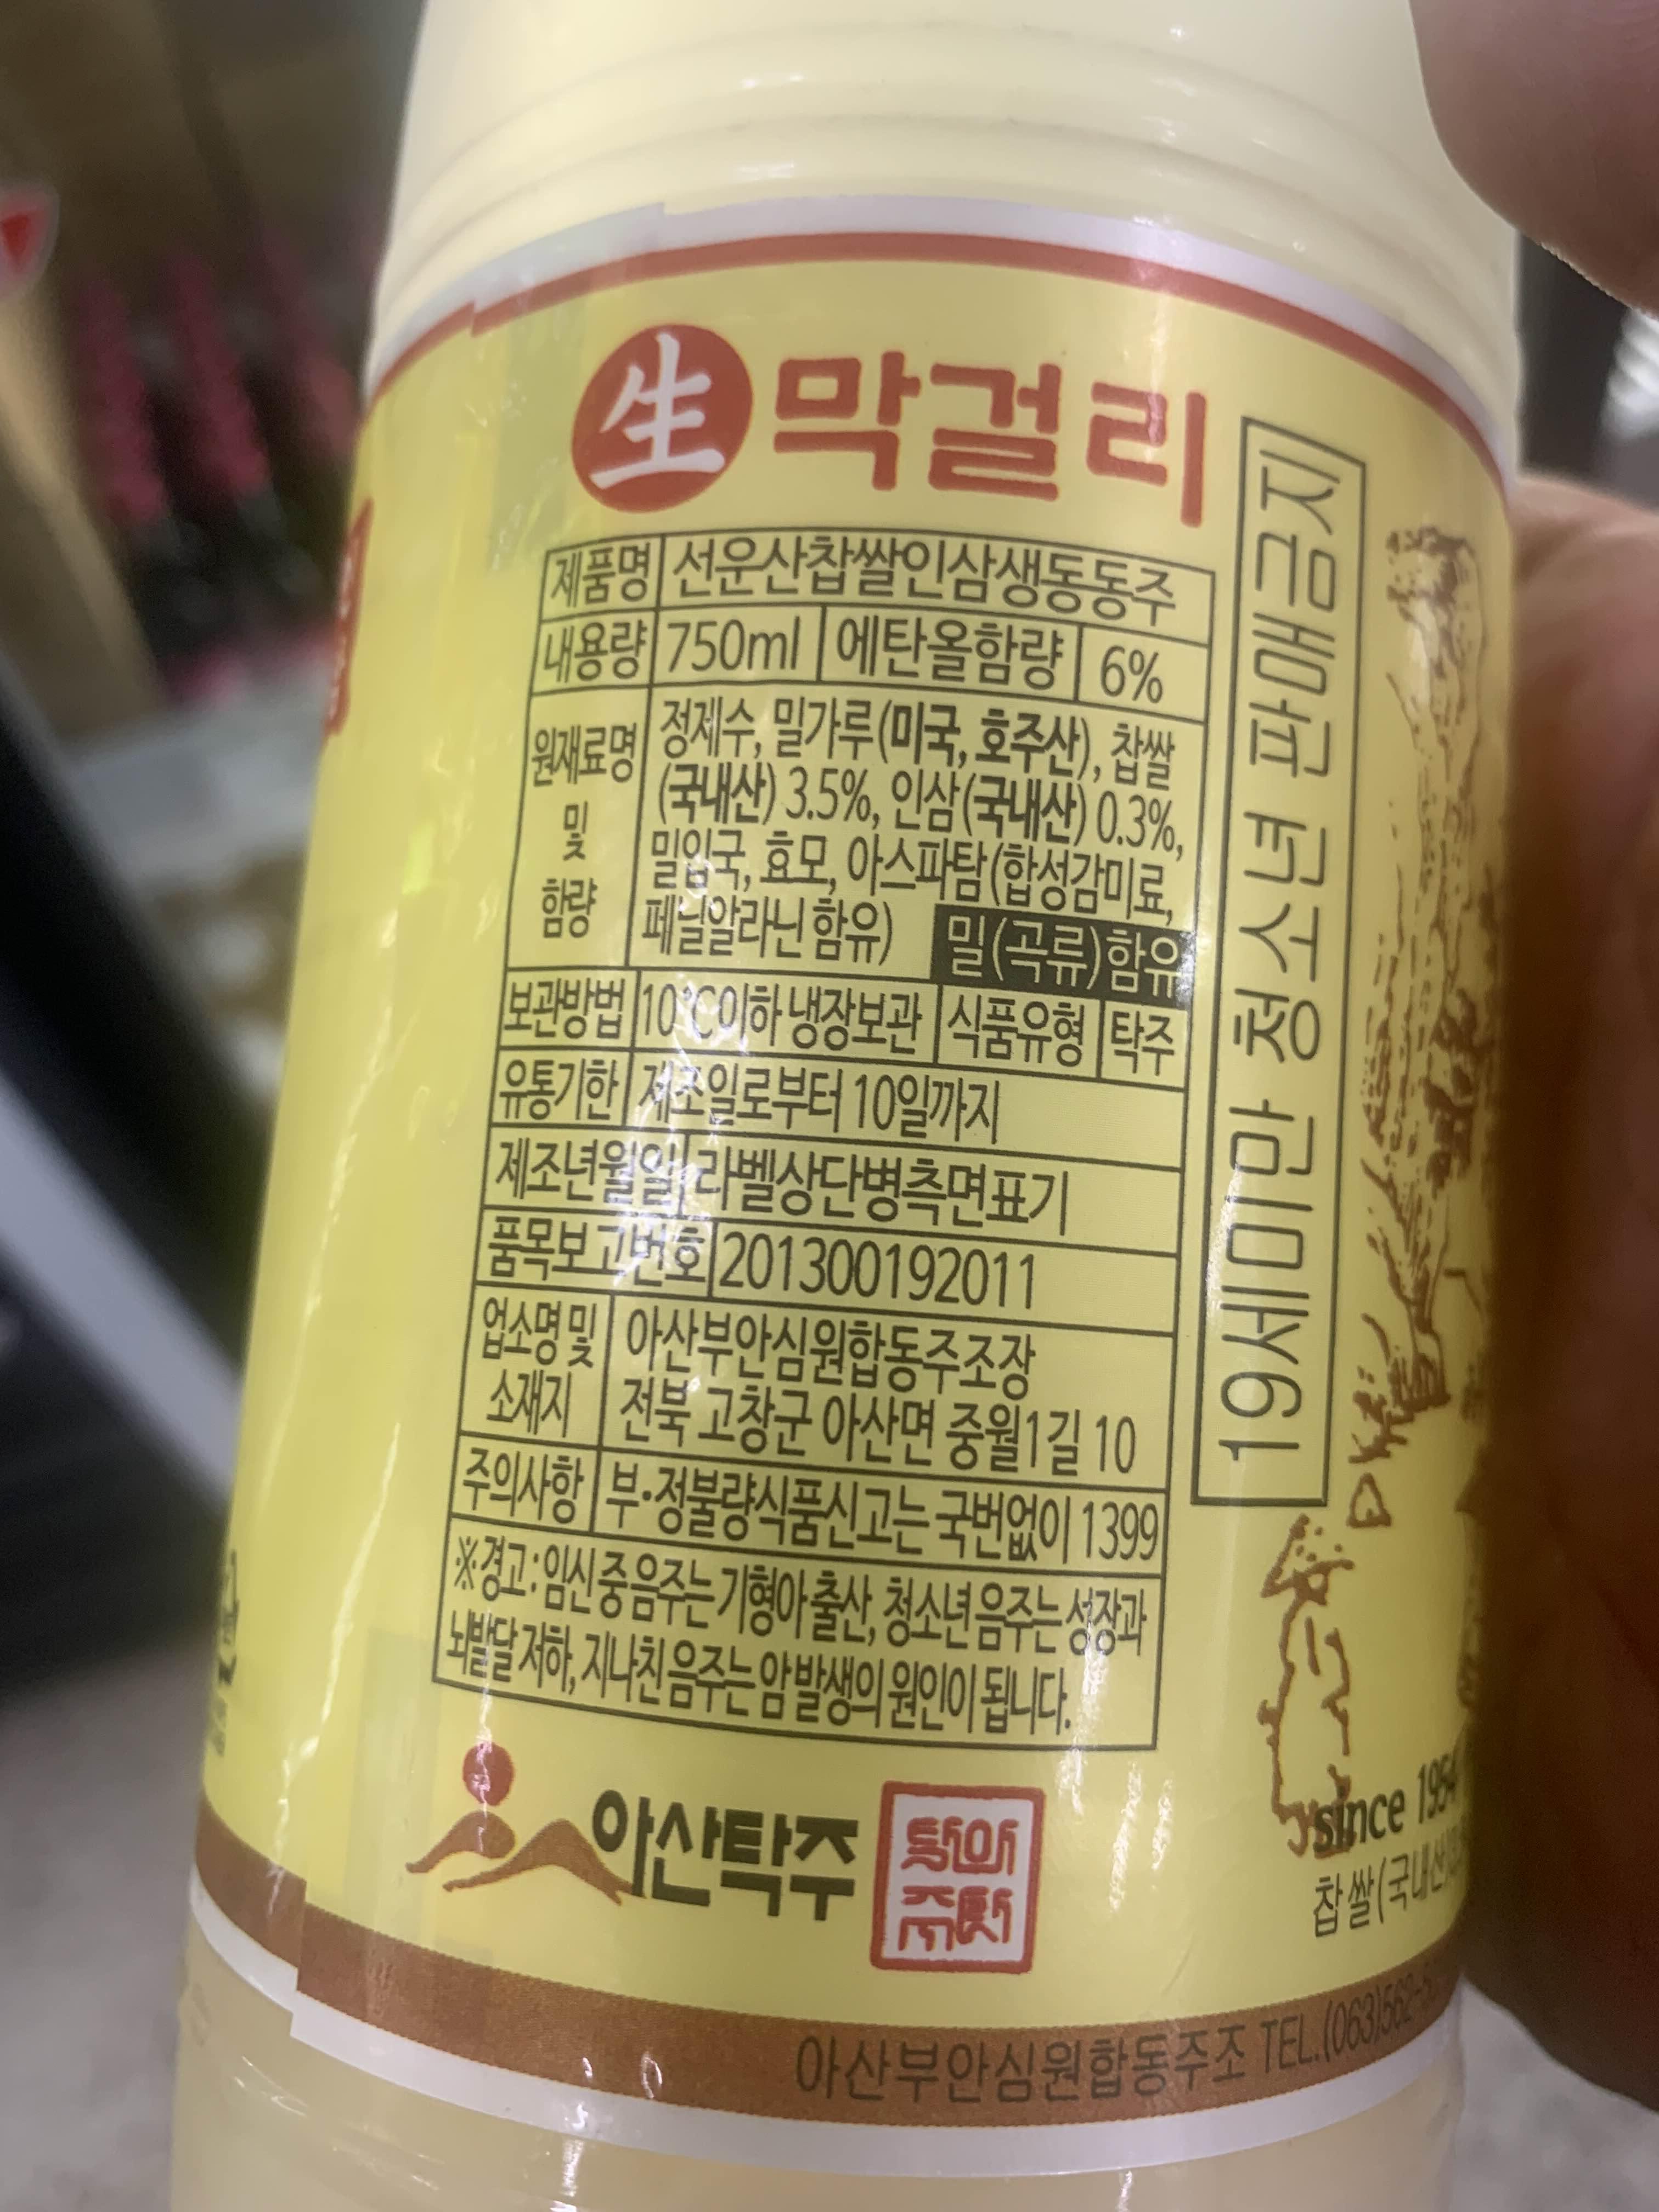 生 막걸리
제품명 선운산찹쌀인삼생동동주
내용량 750ml 에탄올함량 6%
원재료명 및 함량
정제수, 밀가루(미국, 호주산), 찹쌀
(국내산) 3.5%, 인삼(국내산) 0.3%,
밀입국, 효모, 아스파탐(합성감미료,
페닐알라닌 함유) 밀(곡류)함유
보관방법 10℃이하 냉장보관 식품유형 탁주
유통기한 제조일로부터 10일까지
제조년월일 라벨상단병측면표기
품목보고번호 201300192011
업소명 및 소재지
아산부안심원합동주조장
전북 고창군 아산면 중월1길 10
주의사항 부•정불량식품신고는 국번없이 1399
※경고 : 임신 중 음주는 기형아 출산, 청소년 음주는 성장과
뇌발달 저하, 지나친 음주는 암 발생의 원인이 됩니다.
19세미만 청소년 판매금지
아산탁주
since 1954
찹쌀(국내산)
아산부안심원합동주조 TEL.(063)562-